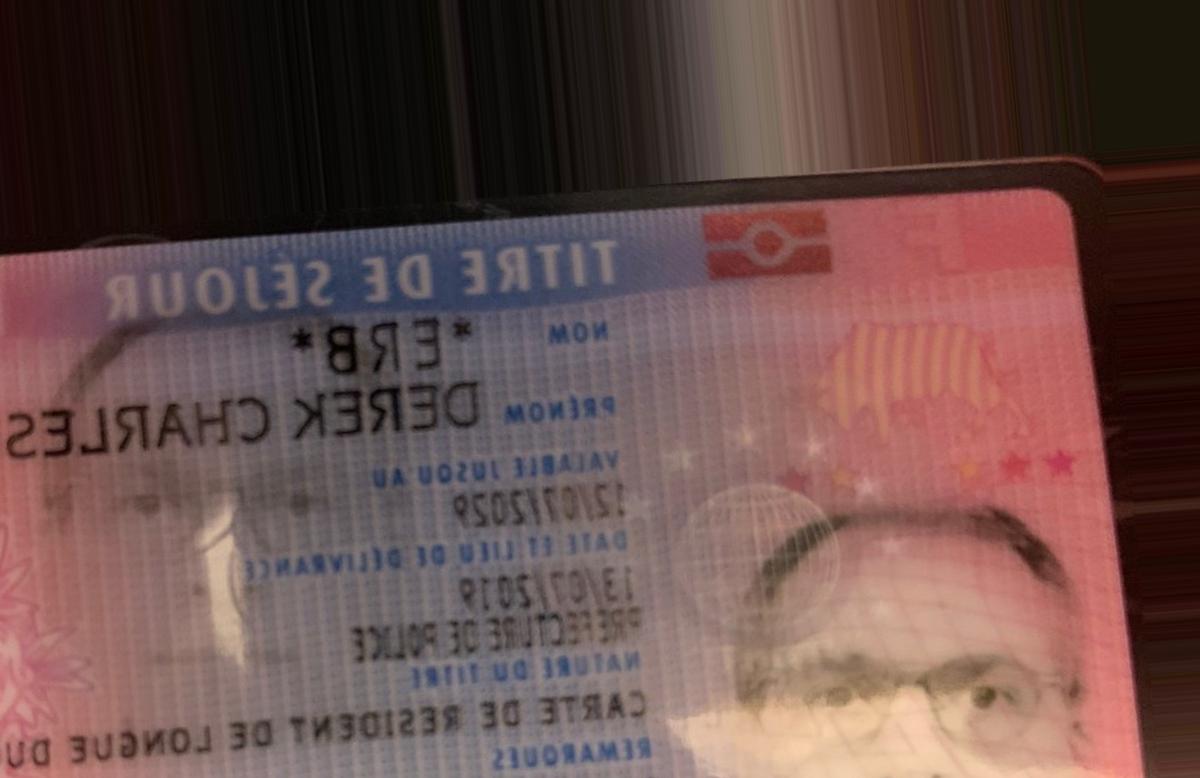 F
TITRE DE SÉJOUR
NOM
*ERB*
PRÉNOM
DEREK CHARLES
VALABLE JUSQU AU
12/07/2029
DATE ET LIEU DE DÉLIVRANCE
13/07/2019
PREFECTURE DE POLICE
NATURE DU TITRE
CARTE DE RESIDENT DE LONGUE DU
REMARQUES